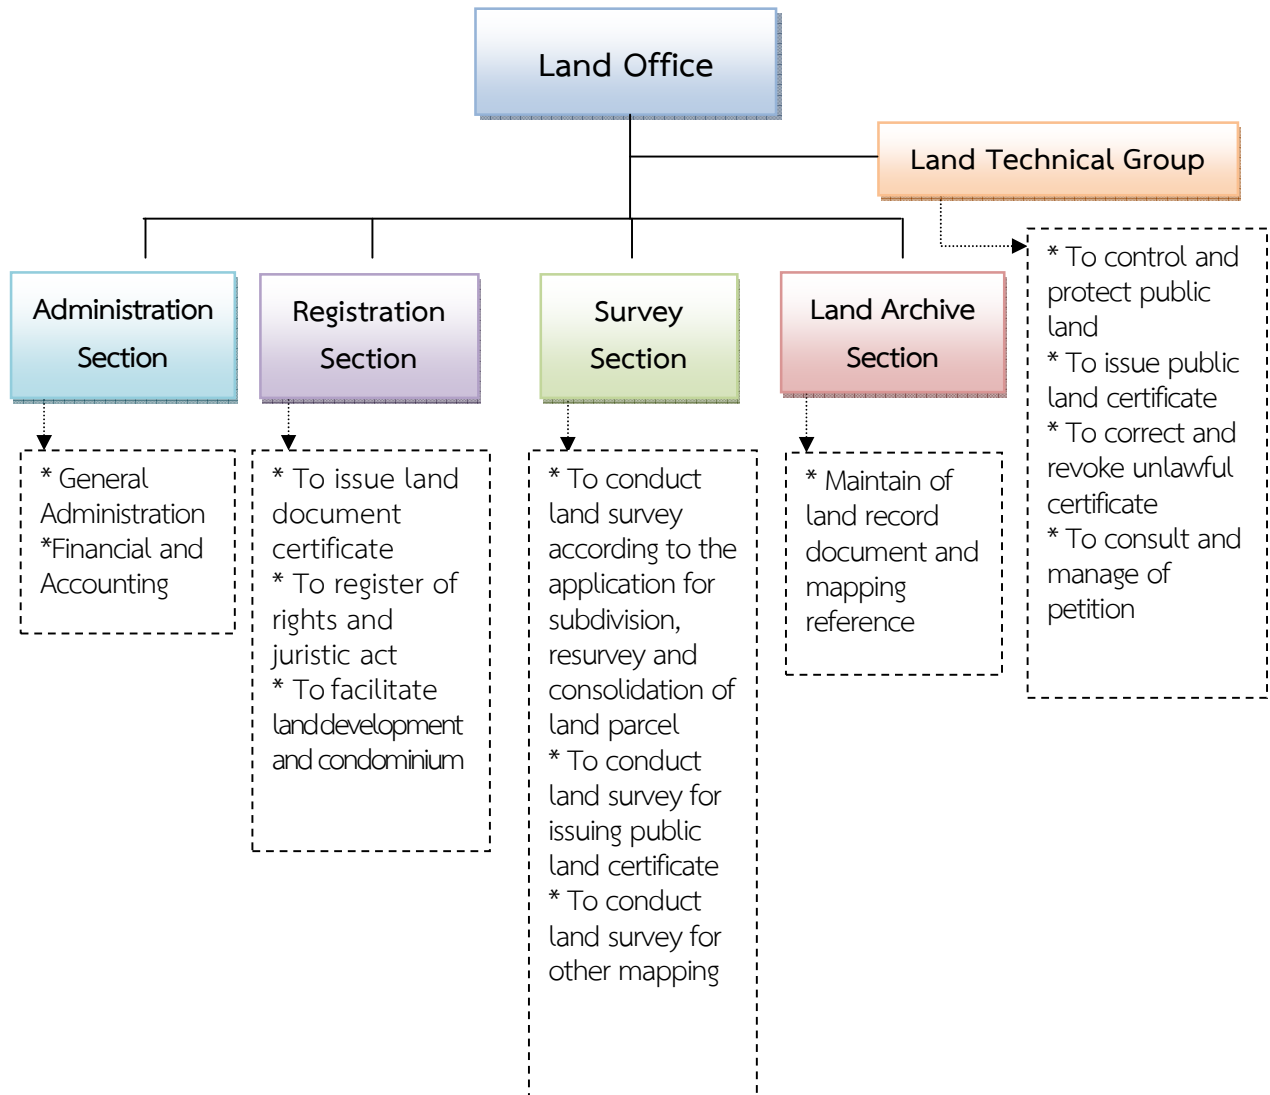 Land Office
Land Technical Group
* To control and
protect public
land
* To issue public
land certificate
* To correct and
revoke unlawful
certificate
* To consult and
manage of
petition
Administration
Section
* General
Administration
*Financial and
Accounting
Registration
Section
* To issue land
document
certificate
* To register of
rights and
juristic act
* To facilitate
land development
and condominium
Survey
Section
* To conduct
land survey
according to the
application for
subdivision,
resurvey and
consolidation of
land parcel
* To conduct
land survey for
issuing public
land certificate
* To conduct
land survey for
other mapping
Land Archive
Section
* Maintain of
land record
document and
mapping
reference